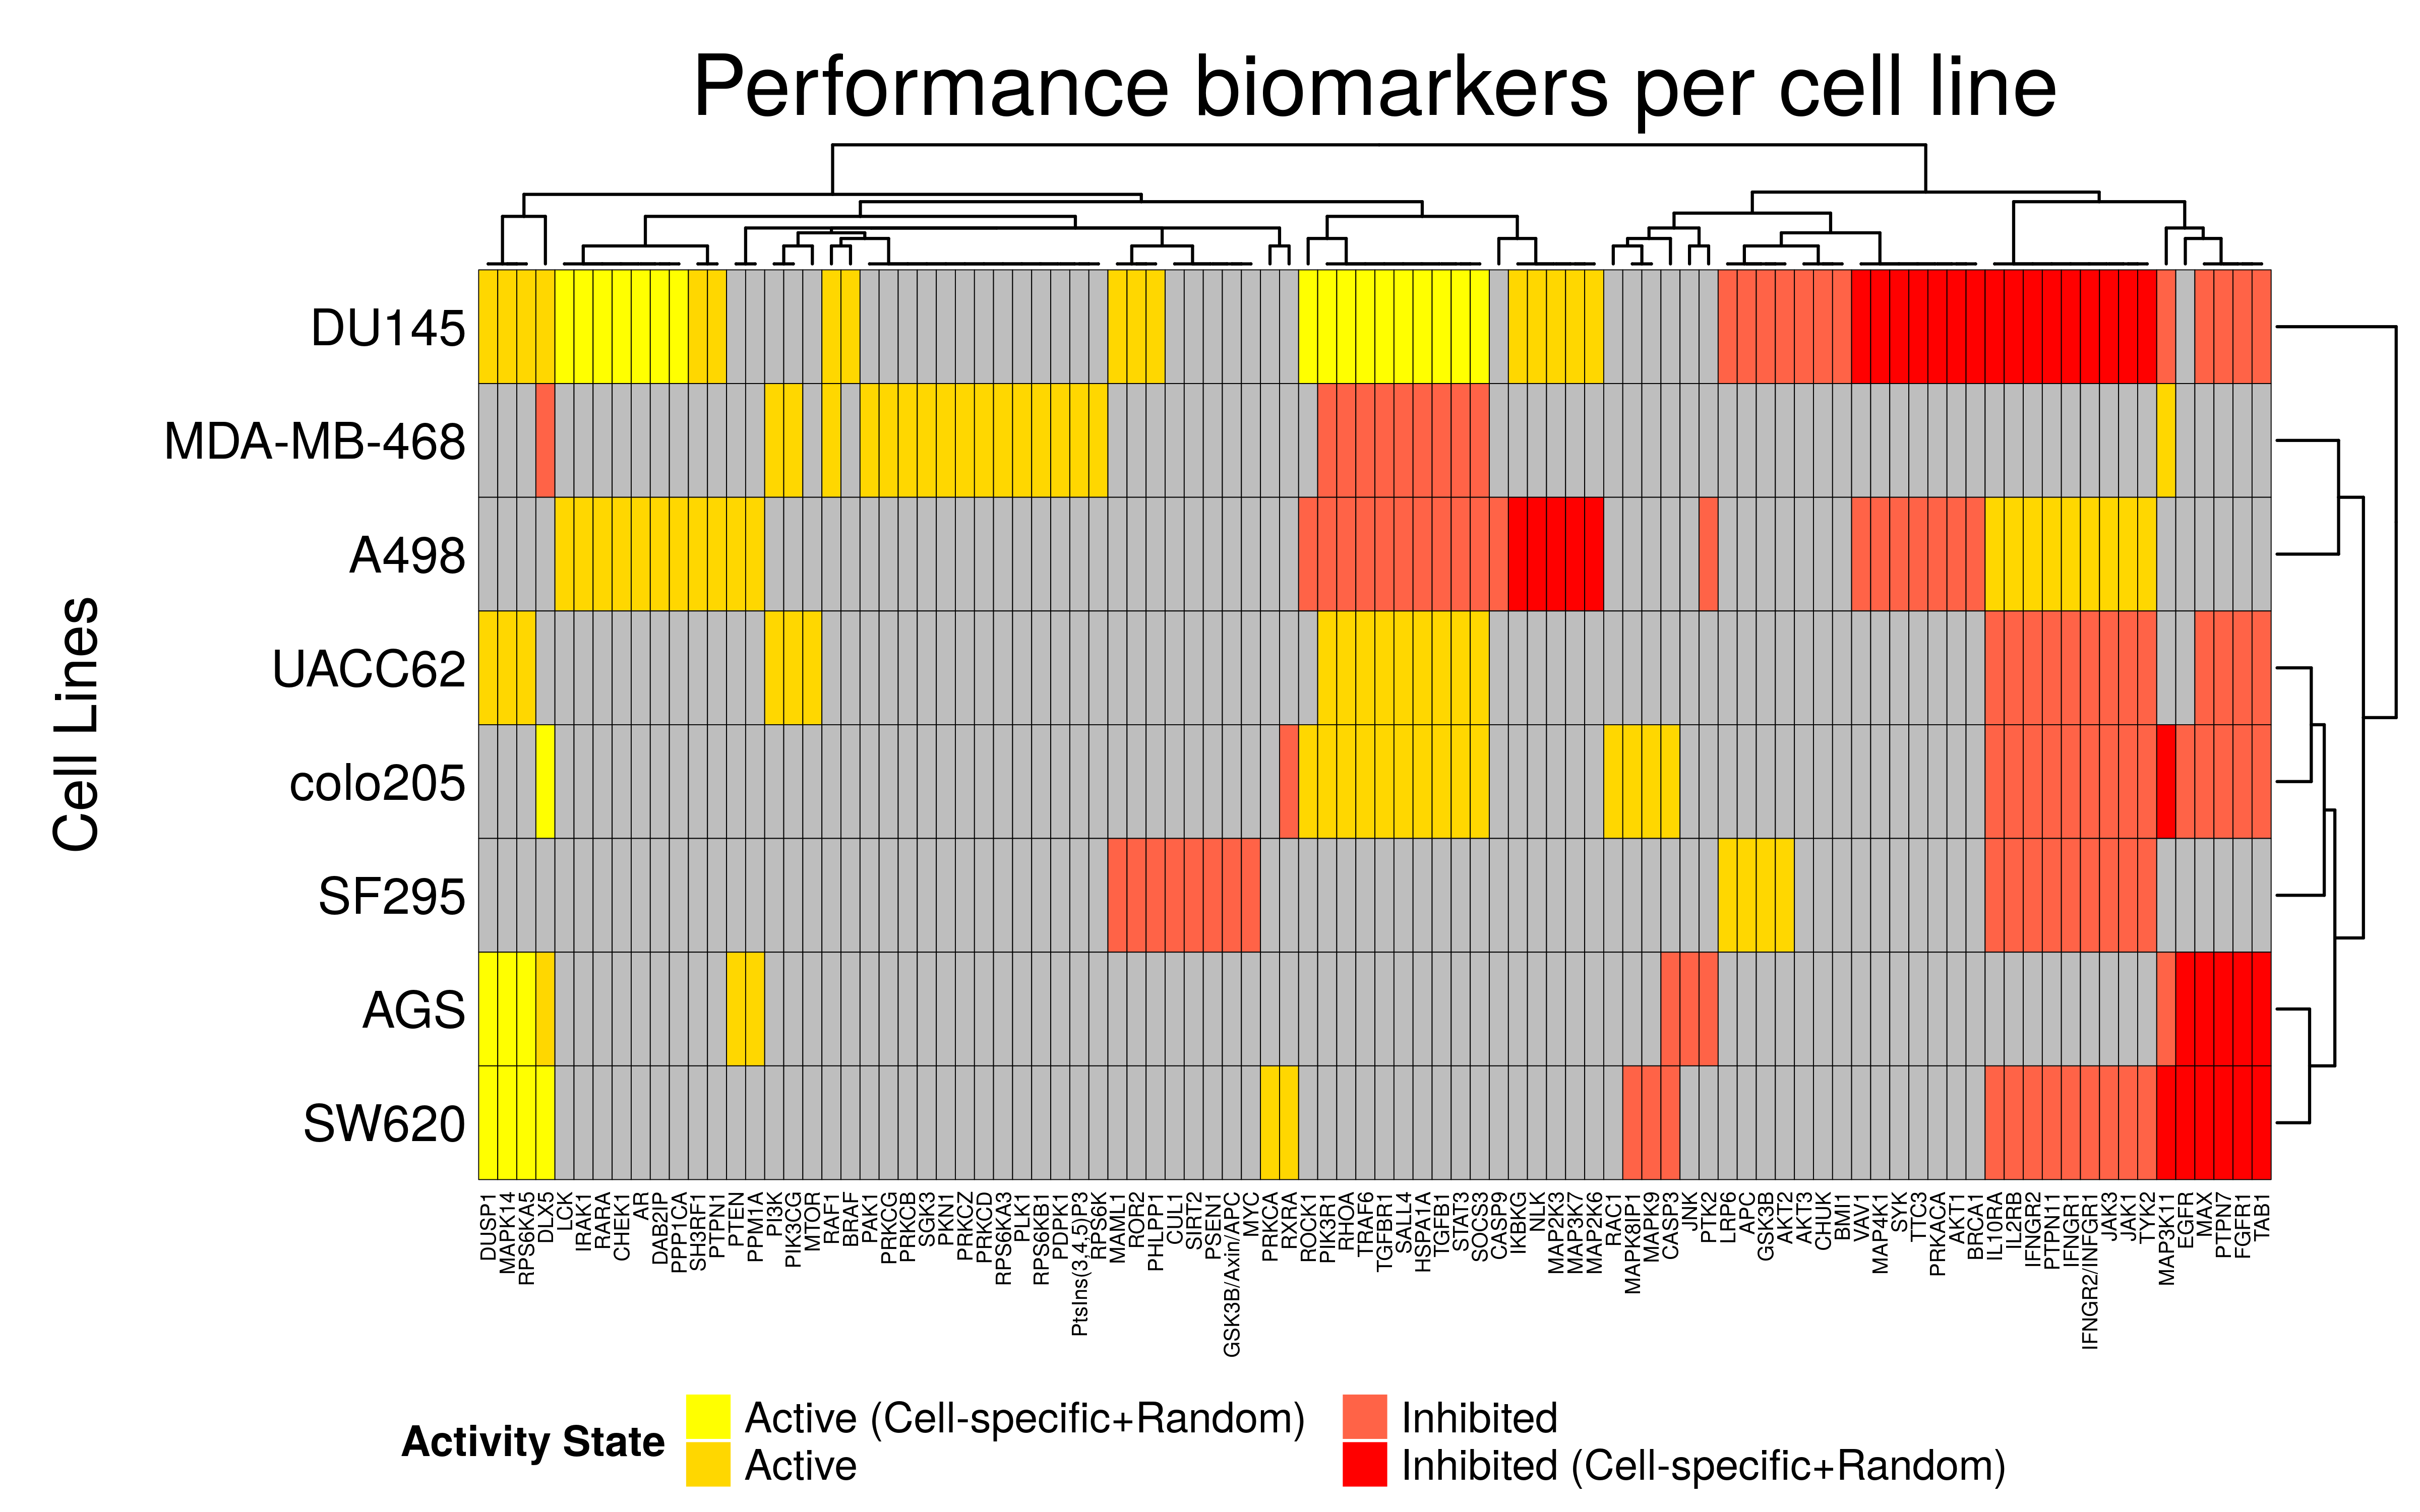 Performance biomarkers per cell line
Cell Lines
DU145
MDA-MB-468
A498
UACC62
colo205
SF295
AGS
SW620
DUSP1
MAPK14
RPS6KA5
DLX5
LCK
IRAK1
RARA
CHEK1
AR
DAB2IP
PPP1CA
SH3RF1
PTPN1
PTEN
PPM1A
PI3K
PIK3CG
MTOR
RAF1
BRAF
PAK1
PRKCG
PRKCB
SGK3
PKN1
PRKCZ
PRKCD
RPS6KA3
PLK1
RPS6KB1
PDPK1
PtsIns(3,4,5)P3
RPS6K
MAML1
ROR2
PHLPP1
CUL1
SIRT2
PSEN1
GSK3B/Axin/APC
MYC
PRKCA
RXRA
ROCK1
PIK3R1
RHOA
TRAF6
TGFBR1
SALL4
HSPA1A
TGFB1
STAT3
SOCS3
CASP9
IKBKG
NLK
MAP2K3
MAP3K7
MAP2K6
RAC1
MAPK8IP1
MAPK9
CASP3
JNK
PTK2
LRP6
APC
GSK3B
AKT2
AKT3
CHUK
BMI1
VAV1
MAP4K1
SYK
TTC3
PRKACA
AKT1
BRCA1
IL10RA
IL2RB
IFNGR2
PTPN11
IFNGR1
IFNGR2/INFGR1
JAK3
JAK1
TYK2
MAP3K11
EGFR
MAX
PTPN7
FGFR1
TAB1
Activity State
Active (Cell-specific+Random)
Active
Inhibited
Inhibited (Cell-specific+Random)